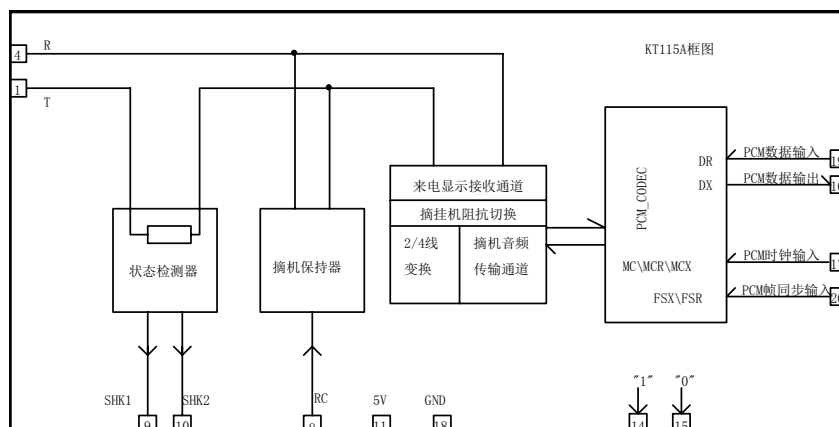 R
KT115A框图
4
1
T
PCM_CODEC
DR
PCM数据输入
DX
PCM数据输出
来电显示接收通道
摘挂机阻抗切换
2/4线
变换
摘机音频
传输通道
状态检测器
摘机保持器
MC\MCR\MCX
PCM时钟输入
FSX\FSR
PCM帧同步输入
"1"
"0"
SHK1
SHK2
RC
5V
GND
9
10
8
11
18
14
15